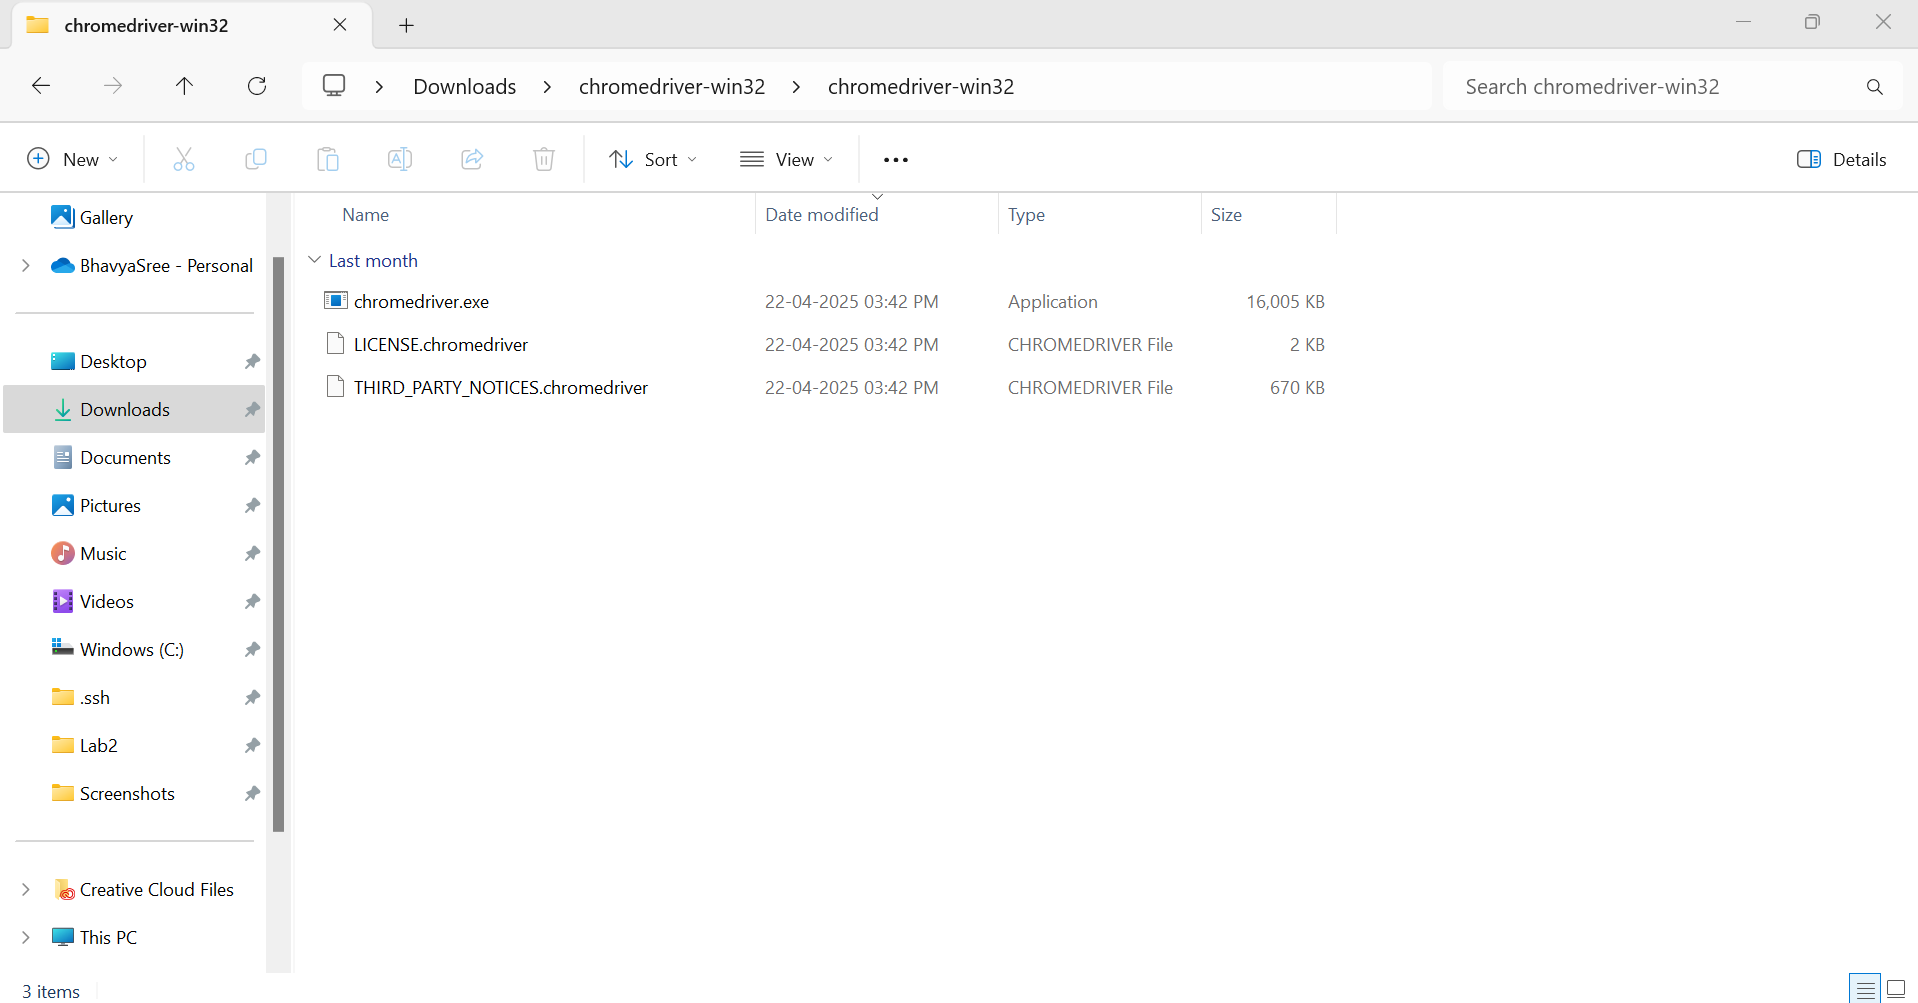 chromedriver-win32
Downloads > chromedriver-win32 > chromedriver-win32
Search chromedriver-win32
New
Sort
View
Details
Gallery
BhavyaSree - Personal
Desktop
Downloads
Documents
Pictures
Music
Videos
Windows (C:)
.ssh
Lab2
Screenshots
Creative Cloud Files
This PC
Name Date modified Type Size
Last month
chromedriver.exe 22-04-2025 03:42 PM Application 16,005 KB
LICENSE.chromedriver 22-04-2025 03:42 PM CHROMEDRIVER File 2 KB
THIRD_PARTY_NOTICES.chromedriver 22-04-2025 03:42 PM CHROMEDRIVER File 670 KB
3 items